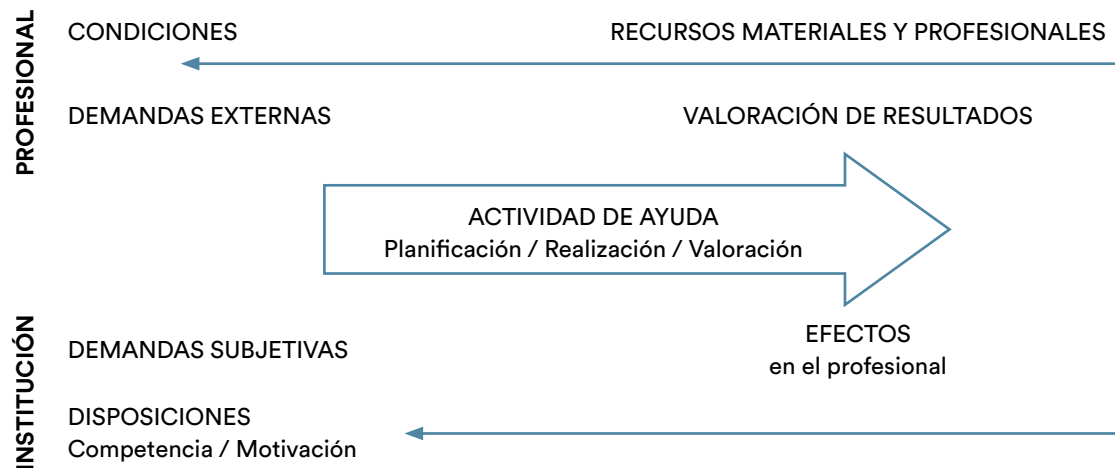 PROFESIONAL
CONDICIONES
RECURSOS MATERIALES Y PROFESIONALES
DEMANDAS EXTERNAS
VALORACIÓN DE RESULTADOS
ACTIVIDAD DE AYUDA
Planificación / Realización / Valoración
INSTITUCIÓN
DEMANDAS SUBJETIVAS
EFECTOS
en el profesional
DISPOSICIONES
Competencia / Motivación